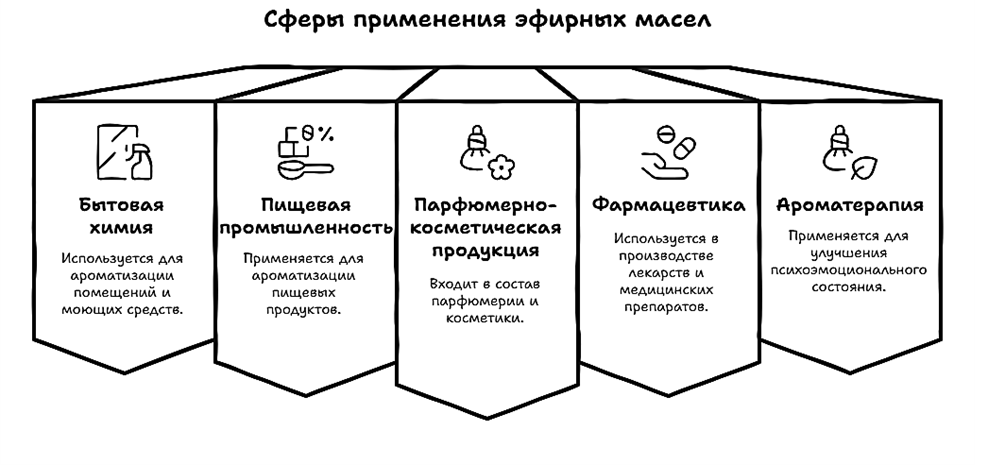 Сферы применения эфирных масел
Бытовая
химия
Используется для
ароматизации
помещений и
моющих средств.
%
Пищевая
промышленность
Применяется для
ароматизации
пищевых
продуктов.
Парфюмерно-
косметическая
продукция
Входит в состав
парфюмерии и
косметики.
Фармацевтика
Используется в
производстве
лекарств и
медицинских
препаратов.
Ароматерапия
Применяется для
улучшения
психоэмоционального
состояния.